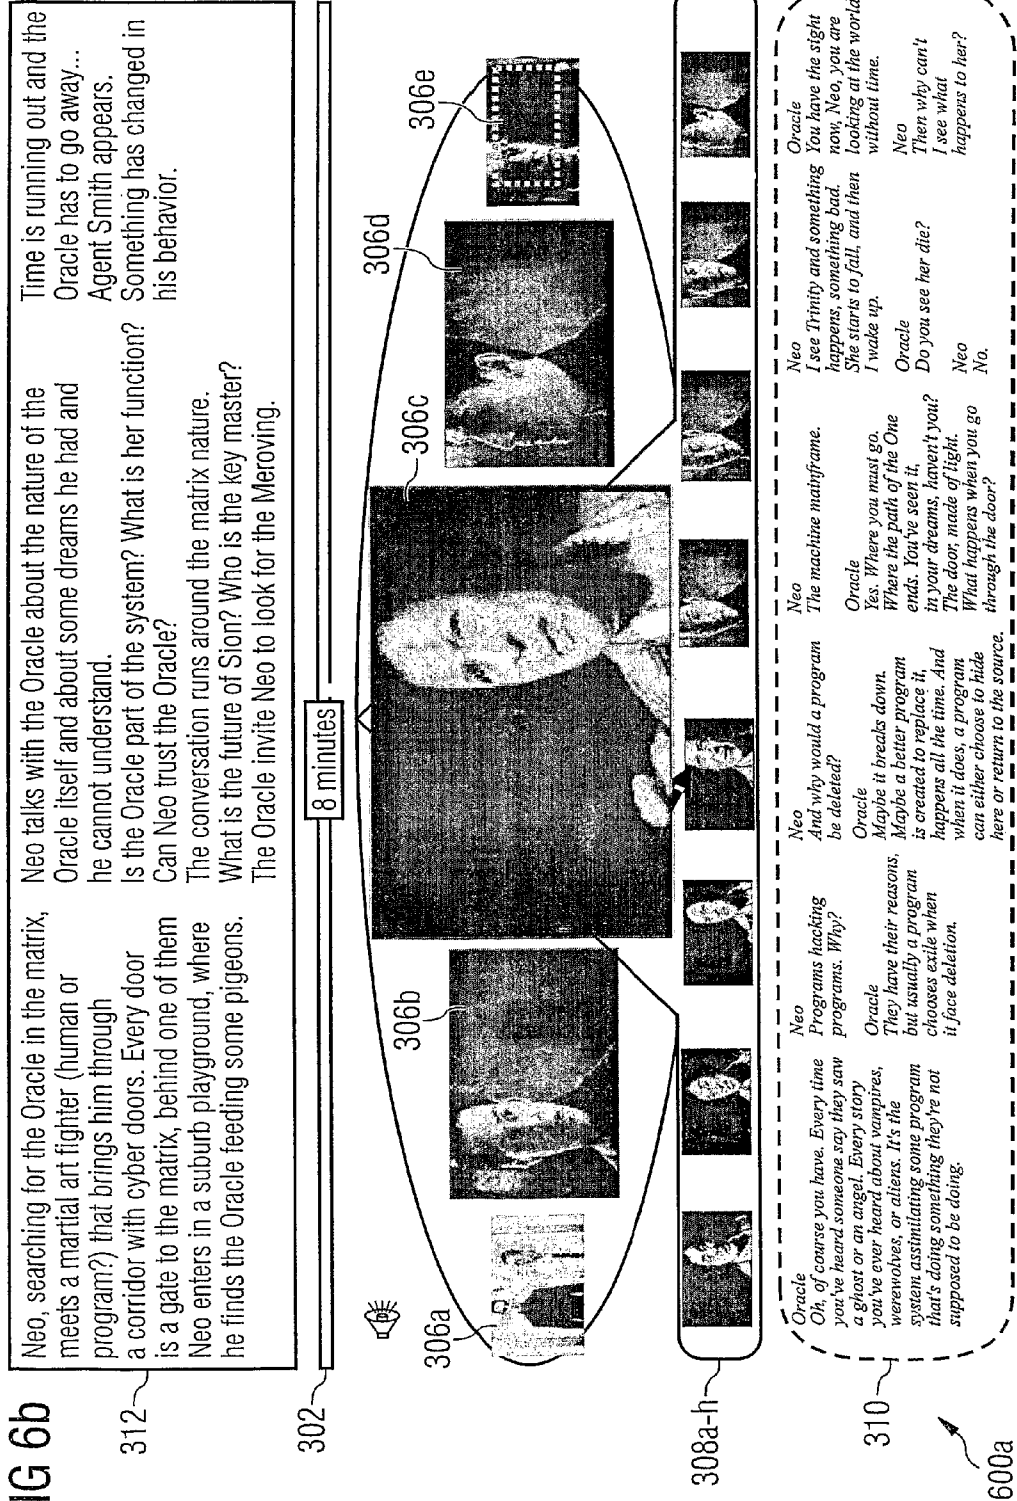 IG 6b
Neo, searching for the Oracle in the matrix,
meets a martial art fighter (human or
program?) that brings him through
a corridor with cyber doors. Every door
is a gate to the matrix, behind one of them
Neo enters in a suburb playground, where
he finds the Oracle feeding some pigeons.
Neo talks with the Oracle about the nature of the
Oracle itself and about some dreams he had and
he cannot understand.
Is the Oracle part of the system? What is her function?
Can Neo trust the Oracle?
The conversation runs around the matrix nature.
What is the future of Sion? Who is the key master?
The Oracle invite Neo to look for the Meroving.
Time is running out and the
Oracle has to go away...
Agent Smith appears.
Something has changed in
his behavior.
312
302
8 minutes
306a
306b
306c
306d
306e
308a-h
Oracle
Oh, of course you have. Every time
you've heard someone say they saw
a ghost or an angel. Every story
you've ever heard about vampires,
werewolves, or aliens. It's the
system assimilating some program
that's doing something they're not
supposed to be doing.
Neo
Programs hacking
programs. Why?
Oracle
They have their reasons,
but usually a program
chooses exile when
it face deletion.
Neo
And why would a program
be deleted?
Oracle
Maybe it breaks down.
Maybe a better program
is created to replace it,
happens all the time. And
when it does, a program
can either choose to hide
here or return to the source.
Neo
The machine mainframe.
Oracle
Yes. Where you must go.
Where the path of the One
ends. You've seen it,
in your dreams, haven't you?
The door, made of light.
What happens when you go
through the door?
Neo
I see Trinity and something
happens, something bad.
She starts to fall, and then
I wake up.
Oracle
Do you see her die?
Neo
No.
Oracle
You have the sight
now, Neo, you are
looking at the world
without time.
Neo
Then why can't
I see what
happens to her?
310
600a